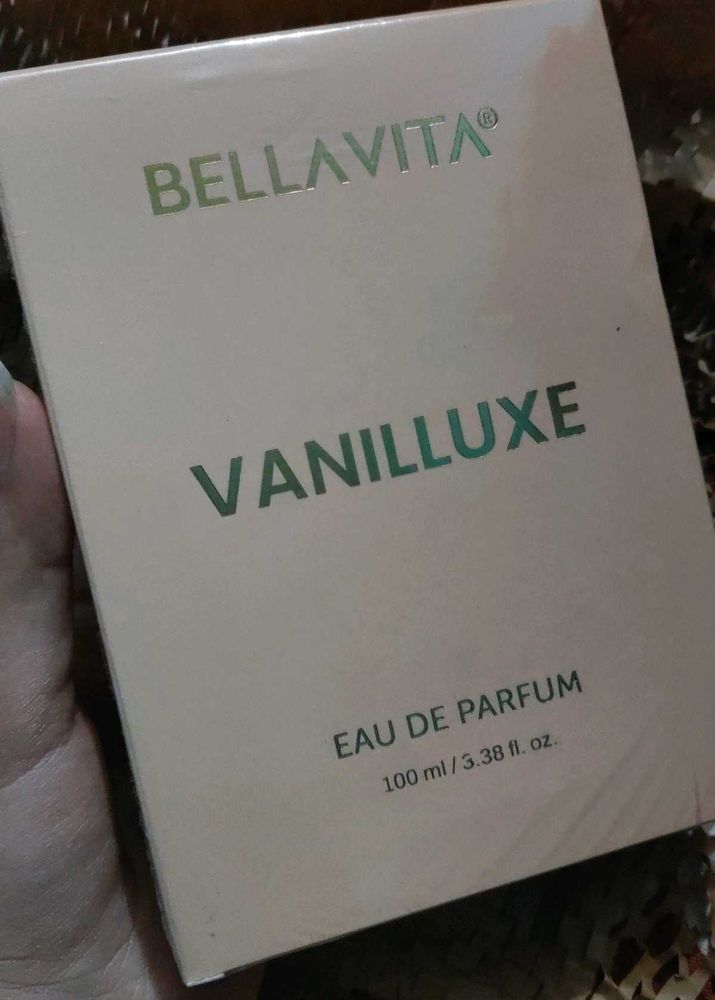 BELLAVITA®
VANILLUXE
EAU DE PARFUM
100 ml / 3.38 fl. oz.